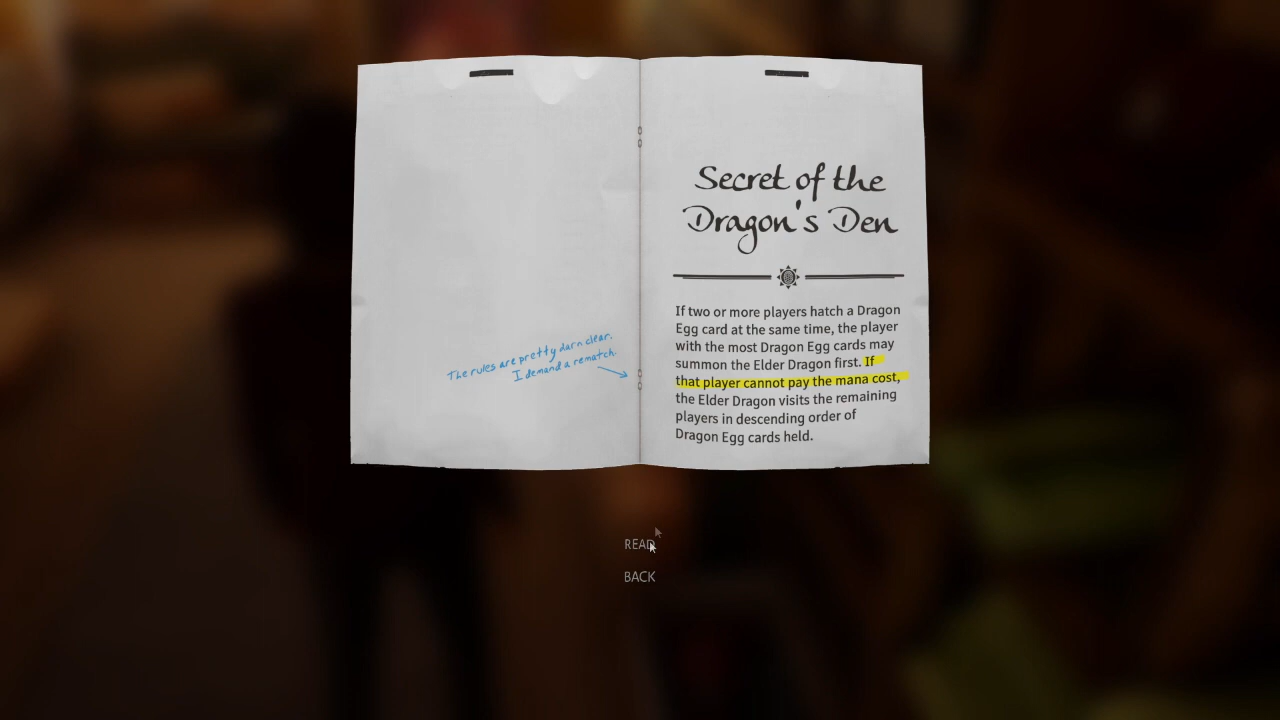 The rules are pretty darn clear.
I demand a rematch
Secret of the
Dragon's Den
If two or more players hatch a Dragon
Egg card at the same time, the player
with the most Dragon Egg cards may
summon the Elder Dragon first. If
that player cannot pay the mana cost,
the Elder Dragon visits the remaining
players in descending order of
Dragon Egg cards held.
READ
BACK